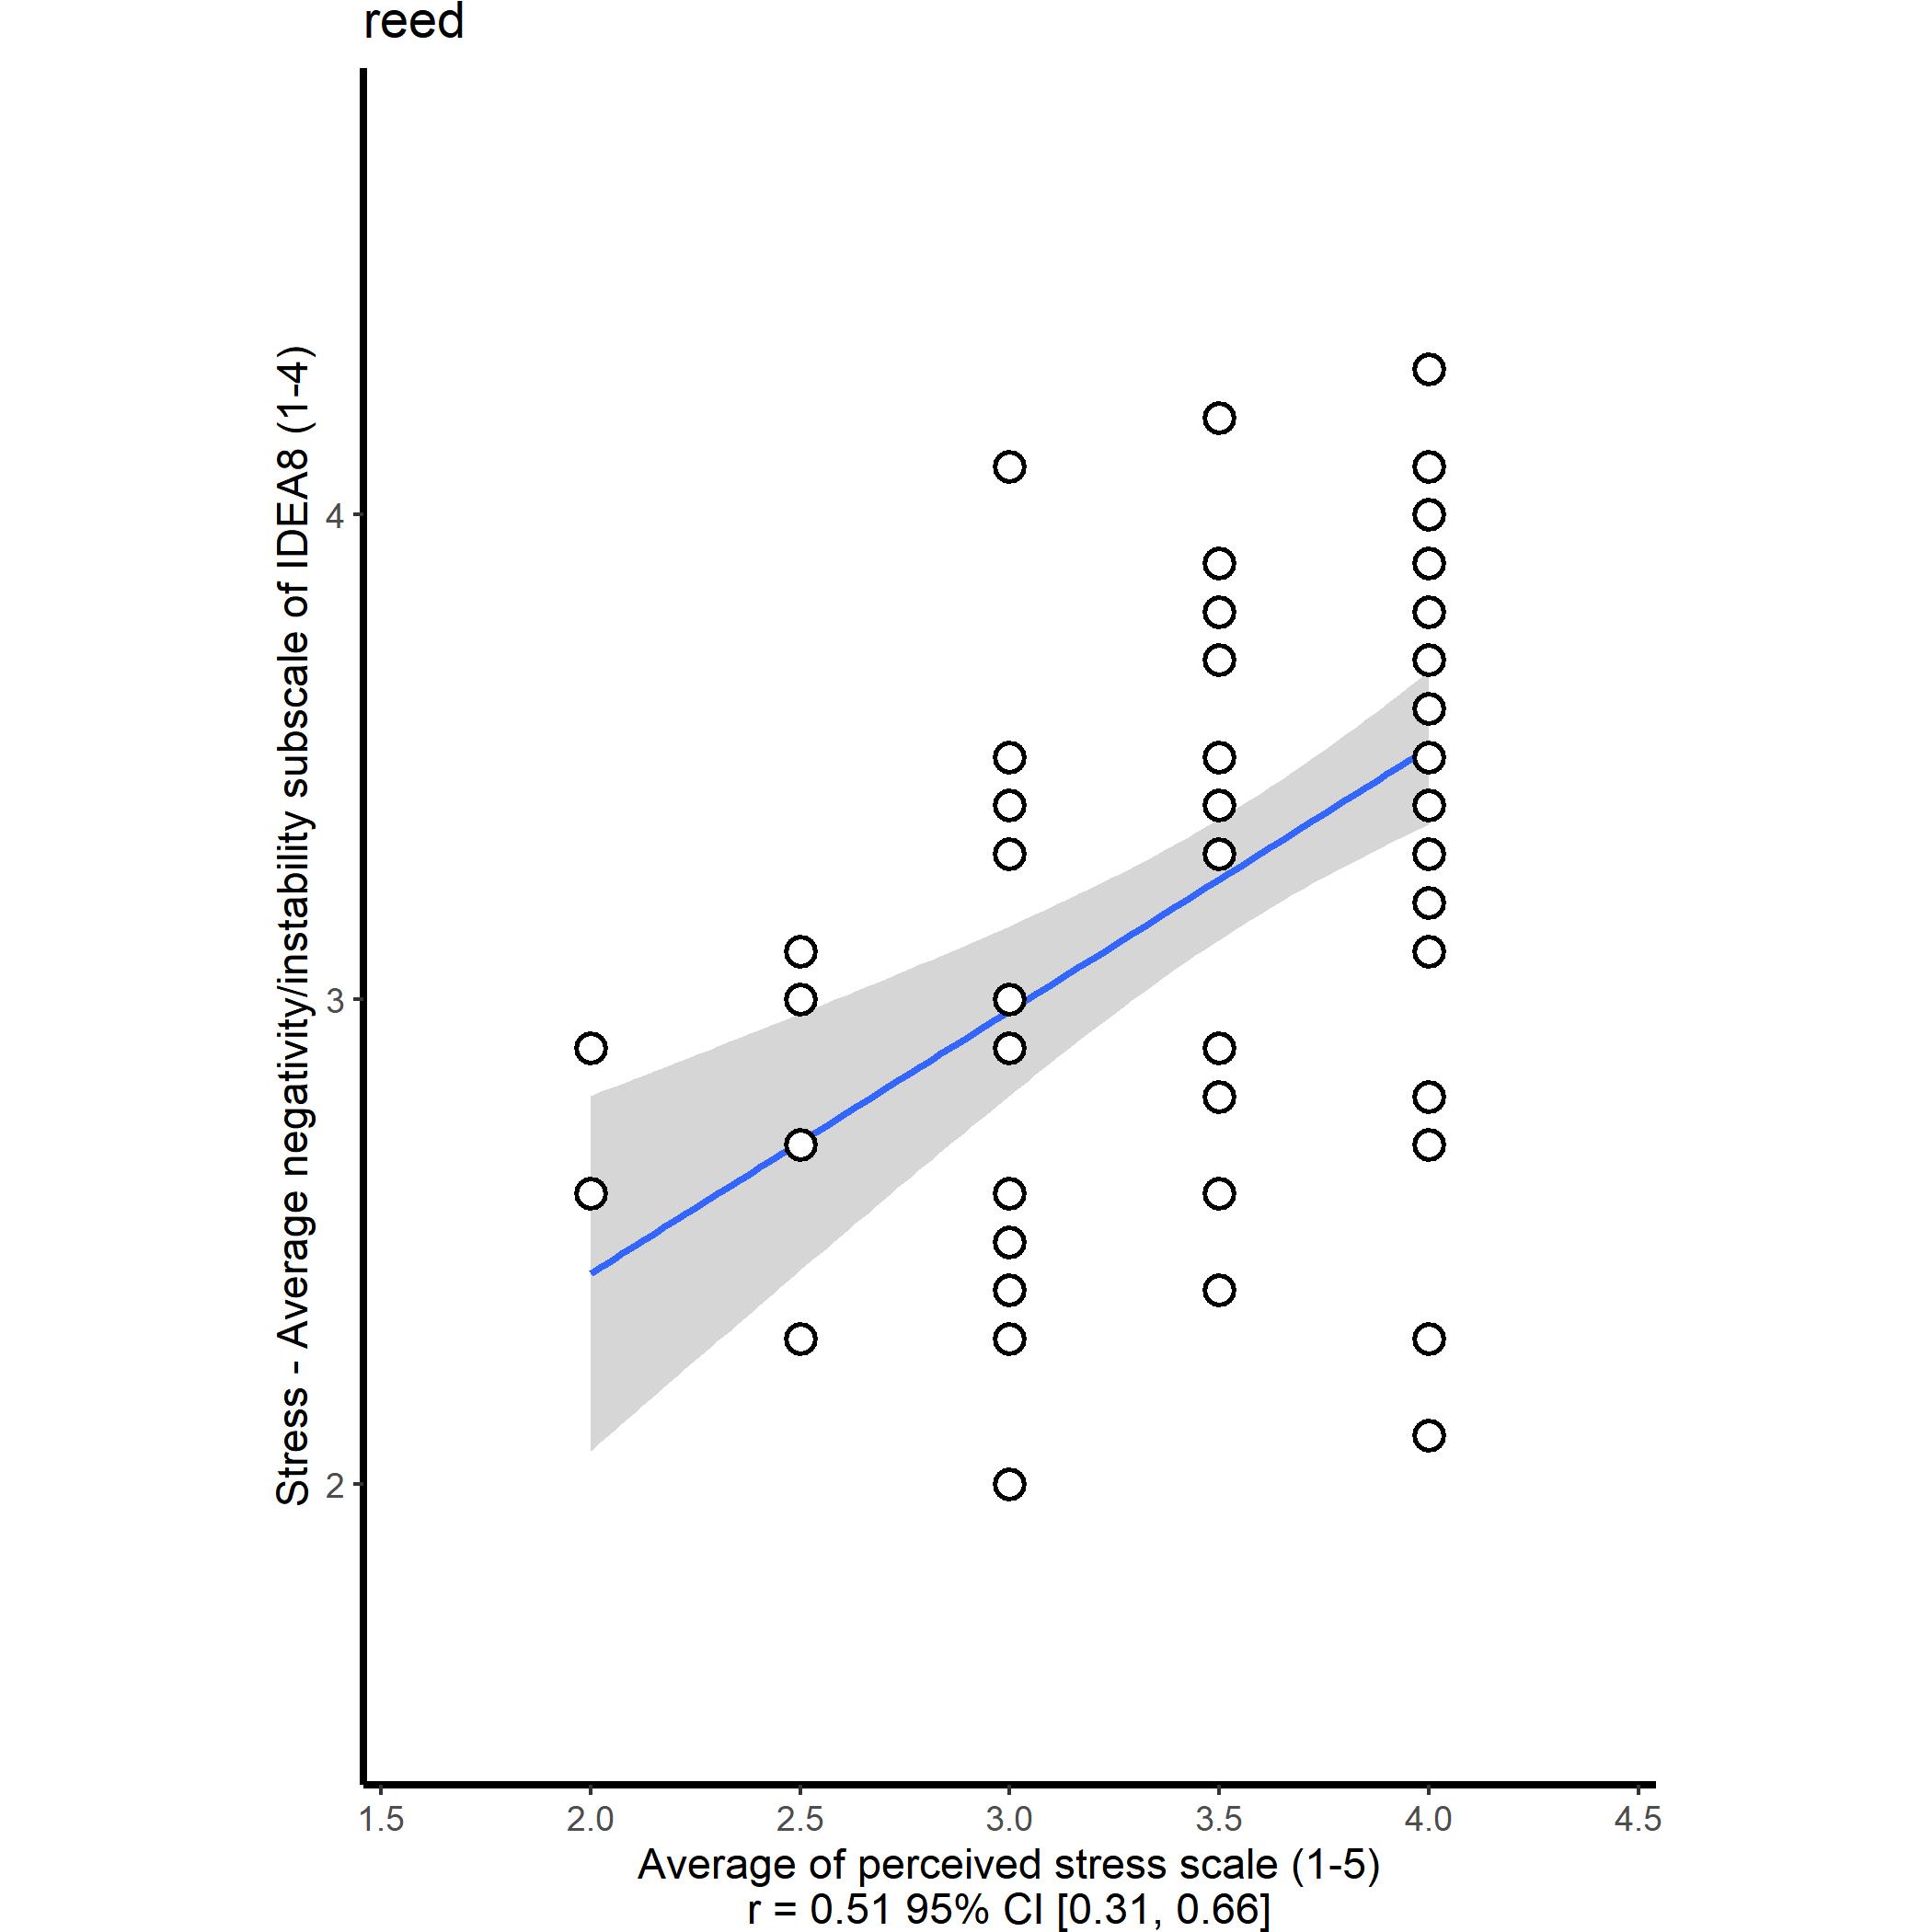 reed
Stress - Average negativity/instability subscale of IDEA8 (1-4)
4
3
2
1.5 2.0 2.5 3.0 3.5 4.0 4.5
Average of perceived stress scale (1-5)
r = 0.51 95% CI [0.31, 0.66]